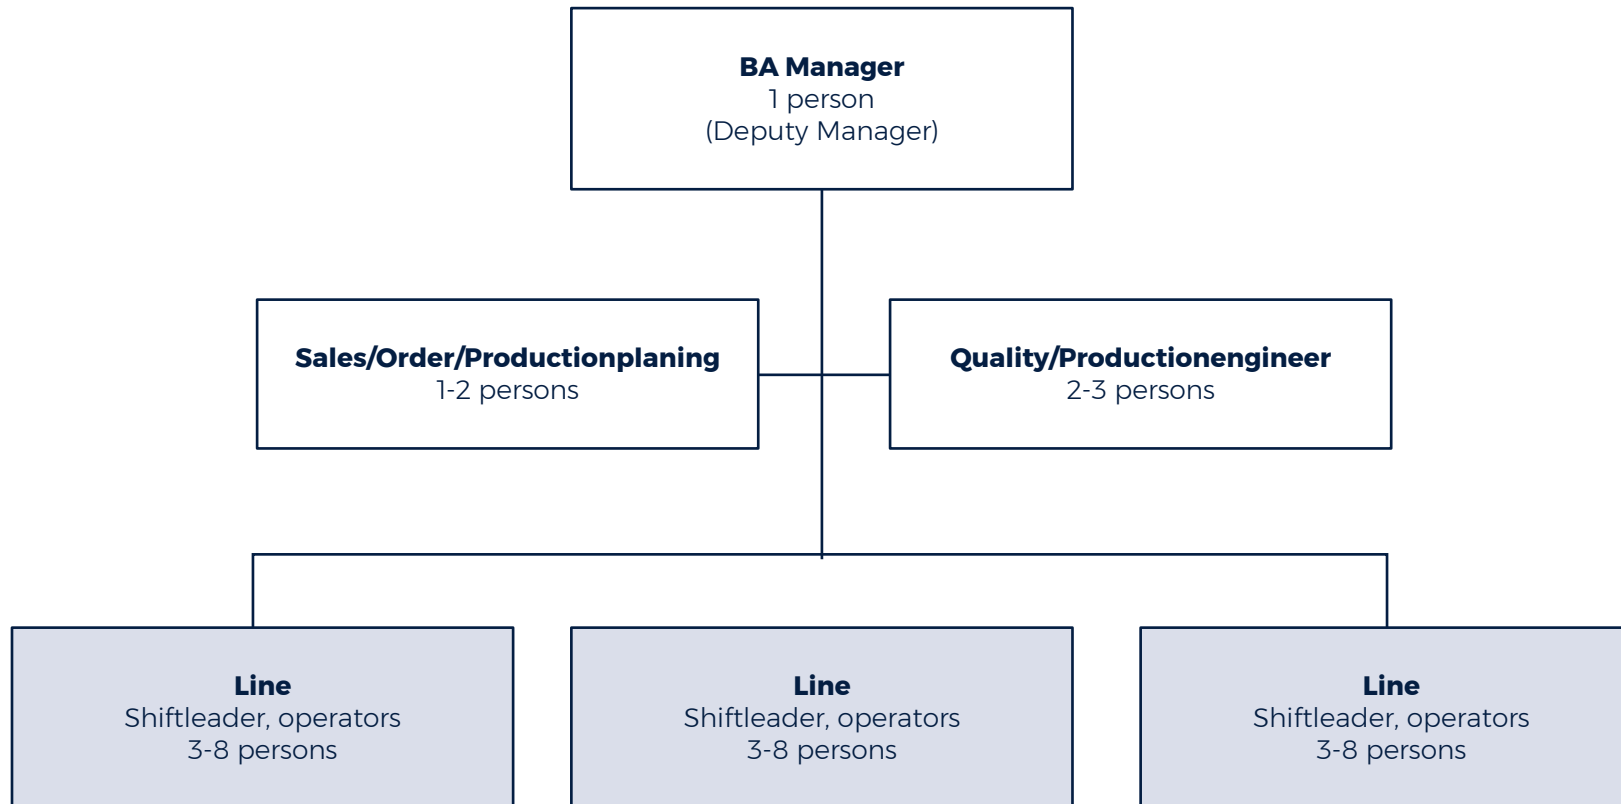 BA Manager
1 person
(Deputy Manager)
Sales/Order/Productionplaning
1-2 persons
Quality/Productionengineer
2-3 persons
Line
Shiftleader, operators
3-8 persons
Line
Shiftleader, operators
3-8 persons
Line
Shiftleader, operators
3-8 persons